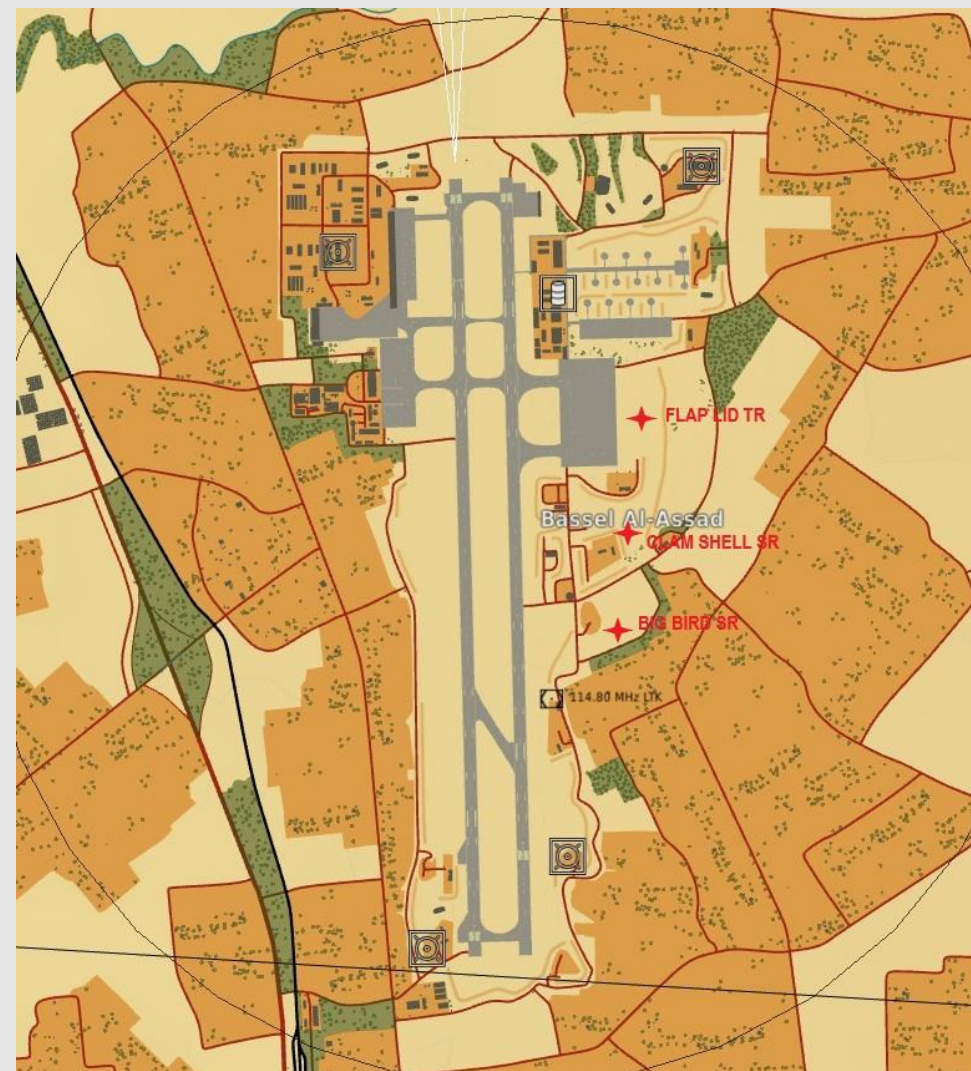 FLAP LID TR
Bassel Al-Assad
CLAM SHELL SR
BIG BIRD SR
114.80 MHz LTK